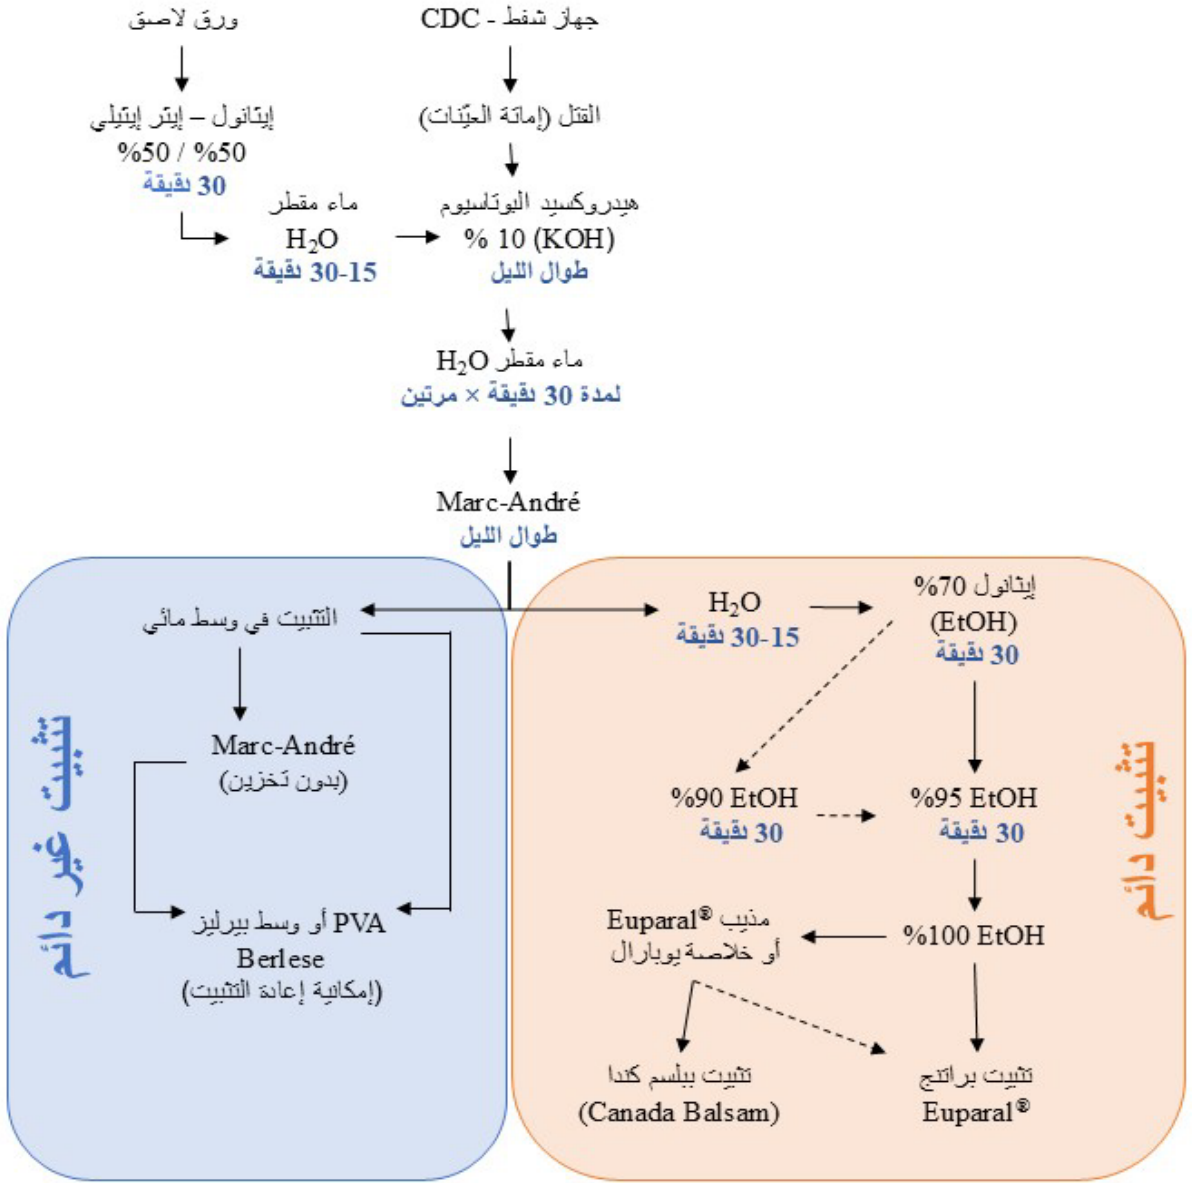 ورق لاصق
جهاز شفط - CDC
إيثانول – إيثر إيثيلي
%50 / %50
30 دقيقة
القتل (إماتة العيّنات)
ماء مقطر
H₂O
30-15 دقيقة
هيدروكسيد البوتاسيوم
% 10 (KOH)
طوال الليل
ماء مقطر H₂O
لمدة 30 دقيقة × مرتين
Marc-André
طوال الليل
تثبيت دائم
H₂O
30-15 دقيقة
إيثانول 70%
(EtOH)
30 دقيقة
%90 EtOH
30 دقيقة
%95 EtOH
30 دقيقة
%100 EtOH
مذيب Euparal®
أو خلاصة يوبارال
تثبيت ببلسم كندا
(Canada Balsam)
تثبيت براتنج
Euparal®
تثبيت غير دائم
التثبيت في وسط مائي
Marc-André
(بدون تخزين)
PVA أو وسط بيرليز
Berlese
(إمكانية إعادة التثبيت)